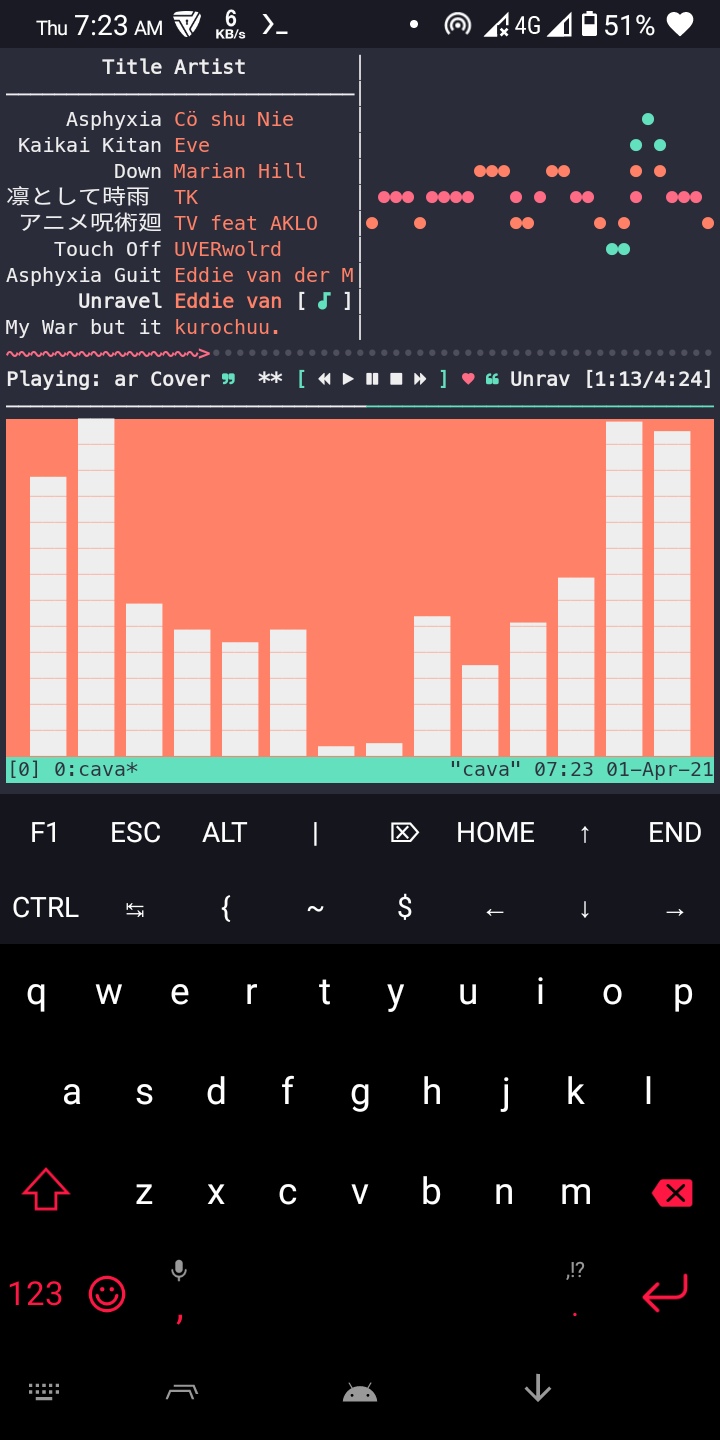 Thu 7:23 AM 6 KB/s 4G 51%
Title Artist
Asphyxia Cö shu Nie
Kaikai Kitan Eve
Down Marian Hill
凛として時雨 TK
アニメ呪術廻 TV feat AKLO
Touch Off UVERwolrd
Asphyxia Guit Eddie van der M
Unravel Eddie van [ ♪ ]
My War but it kurochuu.
~~~~~~~~~~~~~~~~~>
Playing: ar Cover ❞ ** [ ⏪ ▶ ⏸ ⏹ ⏩ ] ♥ ❝ Unrav [1:13/4:24]
[0] 0:cava* "cava" 07:23 01-Apr-21
F1 ESC ALT | ⌦ HOME ↑ END
CTRL ↹ { ~ $ ← ↓ →
q w e r t y u i o p
a s d f g h j k l
z x c v b n m
,!?
123 , .